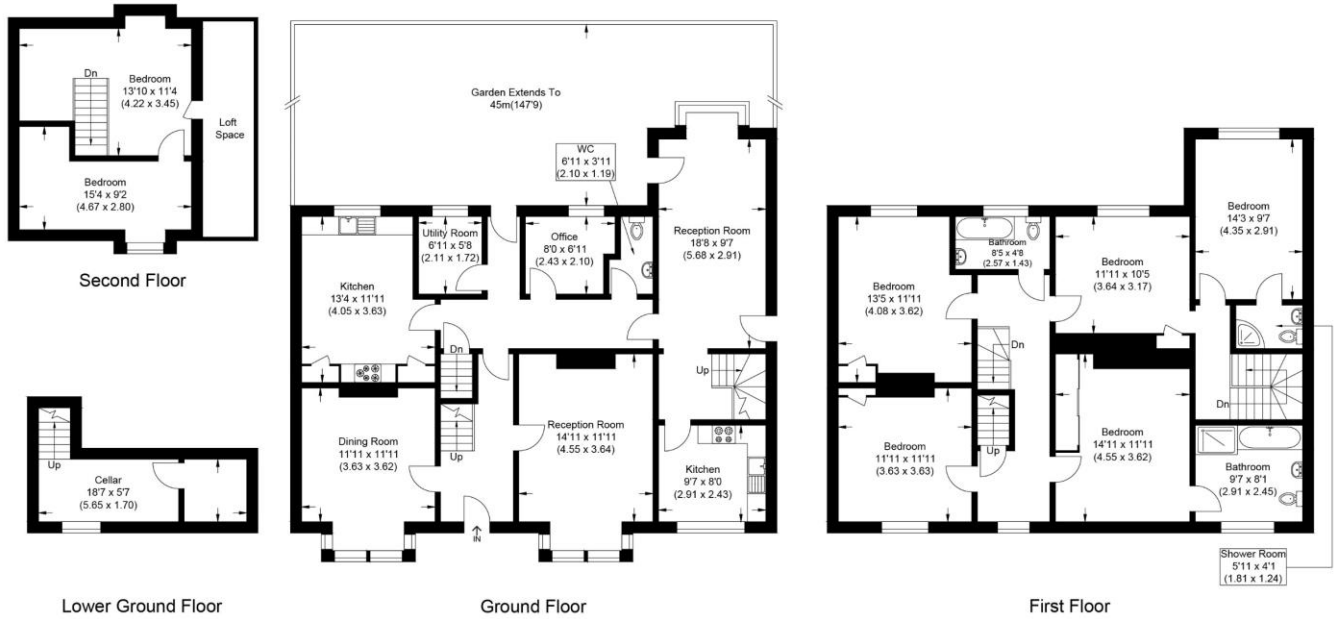 Dn
Bedroom
13'10 x 11'4
(4.22 x 3.45)
Loft
Space
Bedroom
15'4 x 9'2
(4.67 x 2.80)
Second Floor
Up
Cellar
18'7 x 5'7
(5.65 x 1.70)
Lower Ground Floor
Garden Extends To
45m(147'9)
WC
6'11 x 3'11
(2.10 x 1.19)
Utility Room
6'11 x 5'8
(2.11 x 1.72)
Office
8'0 x 6'11
(2.43 x 2.10)
Reception Room
18'8 x 9'7
(5.68 x 2.91)
Kitchen
13'4 x 11'11
(4.05 x 3.63)
Dn
Up
Dining Room
11'11 x 11'11
(3.63 x 3.62)
Up
Reception Room
14'11 x 11'11
(4.55 x 3.64)
Kitchen
9'7 x 8'0
(2.91 x 2.43)
IN
Ground Floor
Bedroom
14'3 x 9'7
(4.35 x 2.91)
Bathroom
8'5 x 4'8
(2.57 x 1.43)
Bedroom
11'11 x 10'5
(3.64 x 3.17)
Bedroom
13'5 x 11'11
(4.08 x 3.62)
Dn
Dn
Bedroom
11'11 x 11'11
(3.63 x 3.63)
Up
Bedroom
14'11 x 11'11
(4.55 x 3.62)
Bathroom
9'7 x 8'1
(2.91 x 2.45)
Shower Room
5'11 x 4'1
(1.81 x 1.24)
First Floor